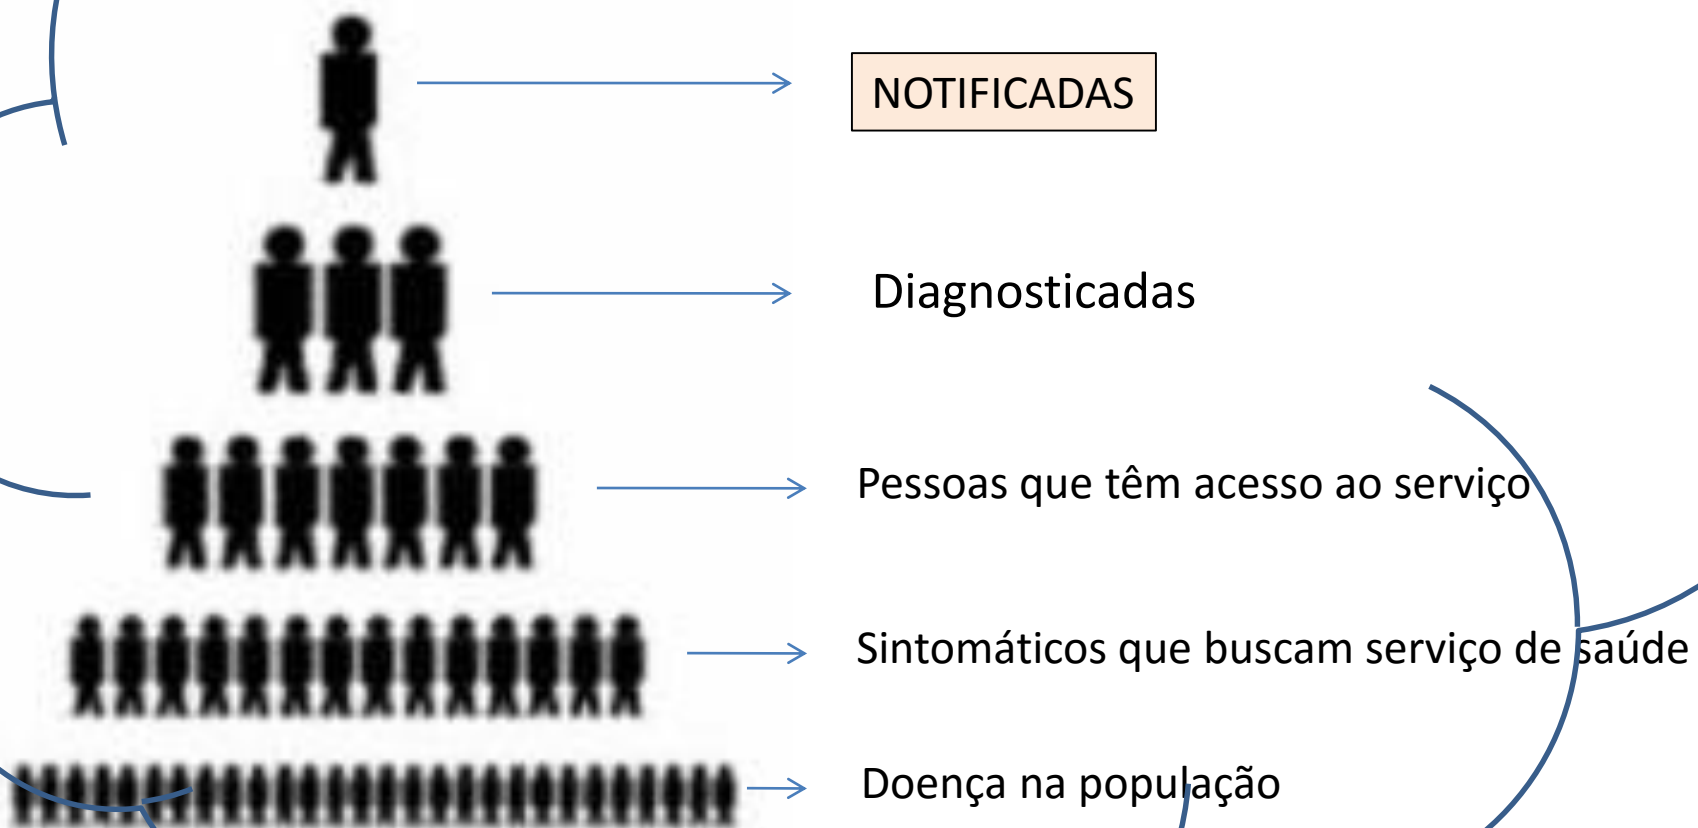 NOTIFICADAS
Diagnosticadas
Pessoas que têm acesso ao serviço
Sintomáticos que buscam serviço de saúde
Doença na população